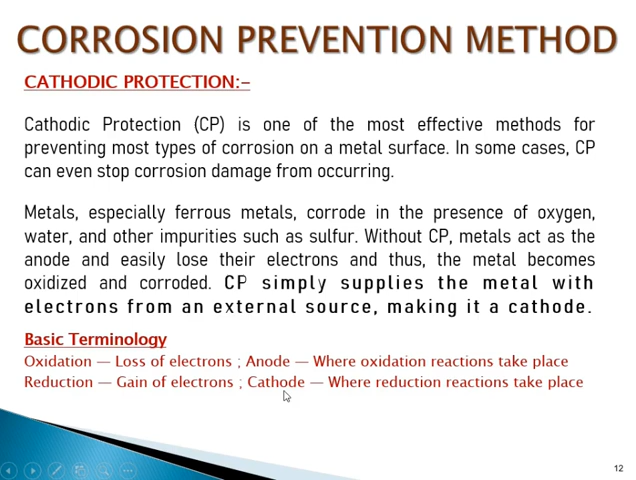 CORROSION PREVENTION METHOD
CATHODIC PROTECTION:-
Cathodic Protection (CP) is one of the most effective methods for
preventing most types of corrosion on a metal surface. In some cases, CP
can even stop corrosion damage from occurring.
Metals, especially ferrous metals, corrode in the presence of oxygen,
water, and other impurities such as sulfur. Without CP, metals act as the
anode and easily lose their electrons and thus, the metal becomes
oxidized and corroded. CP simply supplies the metal with
electrons from an external source, making it a cathode.
Basic Terminology
Oxidation — Loss of electrons ; Anode — Where oxidation reactions take place
Reduction — Gain of electrons ; Cathode — Where reduction reactions take place
12